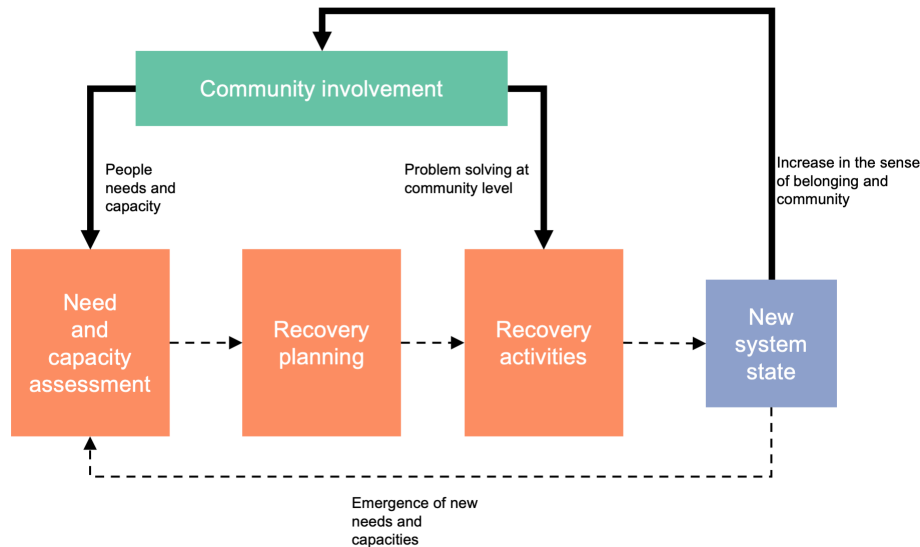 Community involvement
People
needs and
capacity
Problem solving at
community level
Increase in the sense
of belonging and
community
Need
and
capacity
assessment
Recovery
planning
Recovery
activities
New
system
state
Emergence of new
needs and
capacities